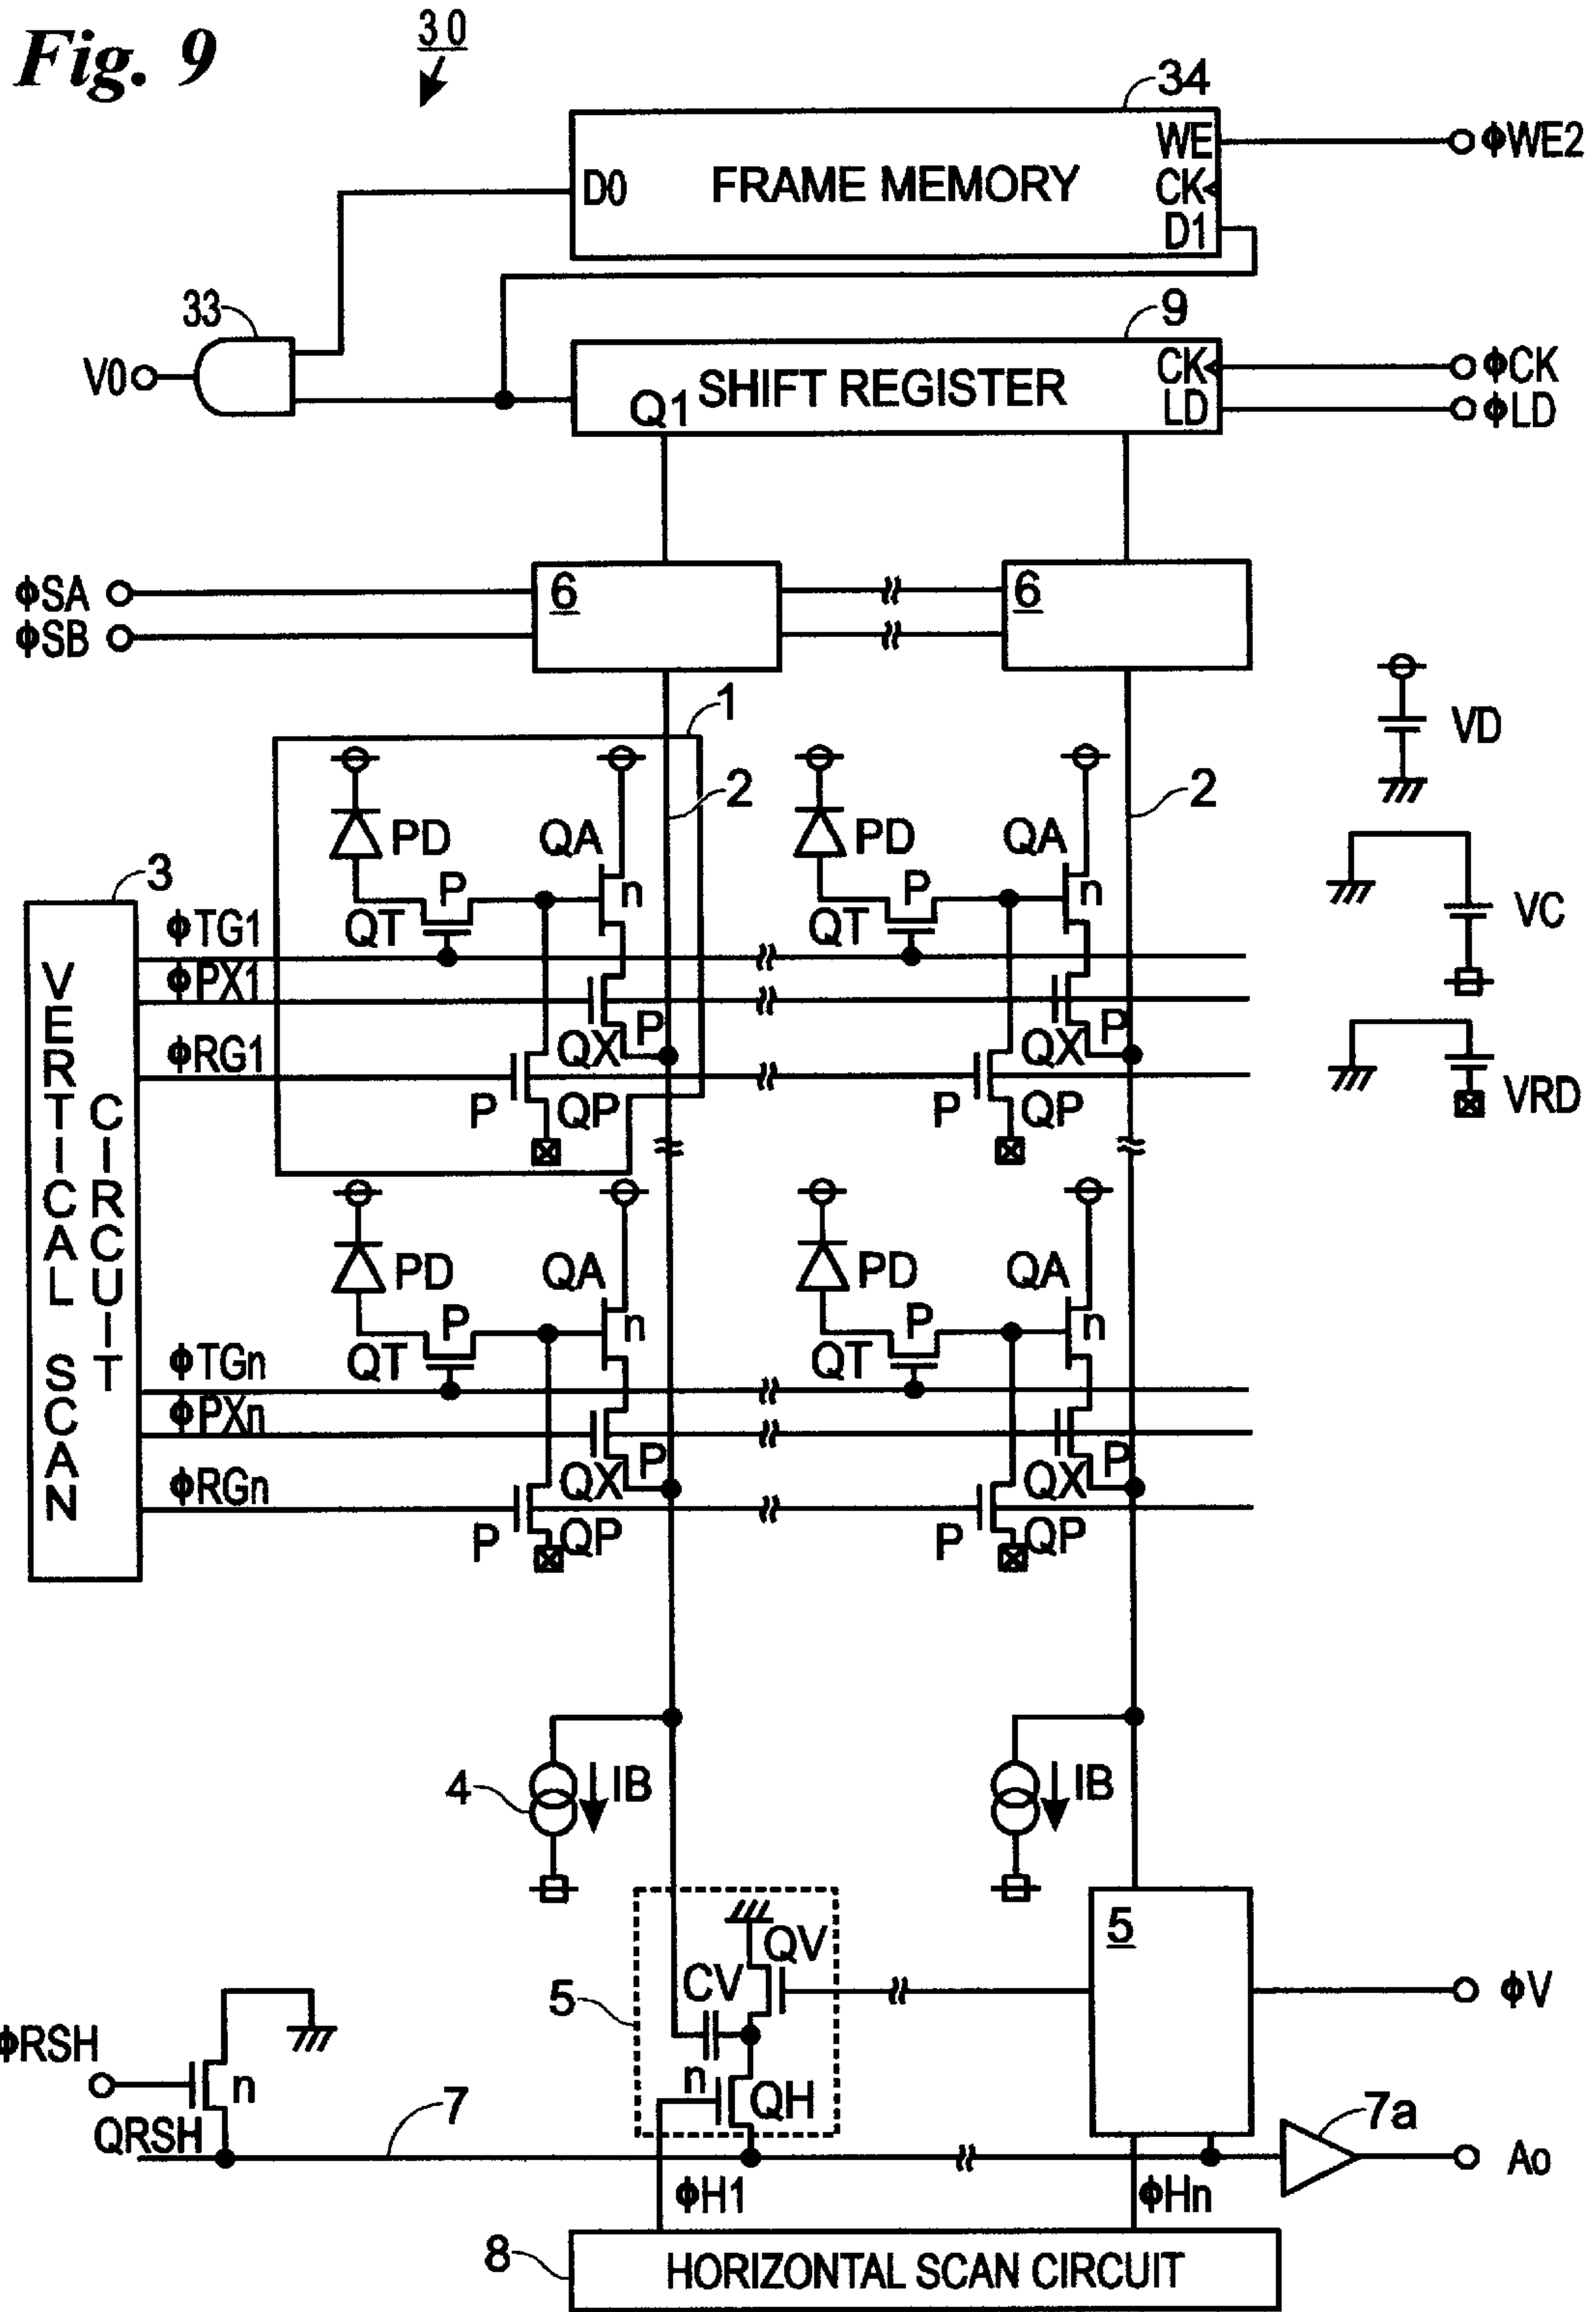 Fig. 9
30
34
WE
φWE2
D0
FRAME MEMORY
CK
D1
33
9
V0
SHIFT REGISTER
CK
φCK
Q1
LD
φLD
φSA
6
6
φSB
1
VD
2
2
PD
QA
PD
QA
3
P
n
P
n
VC
φTG1
QT
QT
φPX1
P
P
φRG1
QX
QX
P
QP
P
QP
VRD
VERTICAL SCAN
CIRCUIT
PD
QA
PD
QA
P
n
P
n
φTGn
QT
QT
φPXn
P
P
φRGn
QX
QX
P
QP
P
QP
4
IB
IB
5
QV
CV
5
φV
φRSH
n
n
QH
QRSH
7
7a
Ao
φH1
φHn
8
HORIZONTAL SCAN CIRCUIT